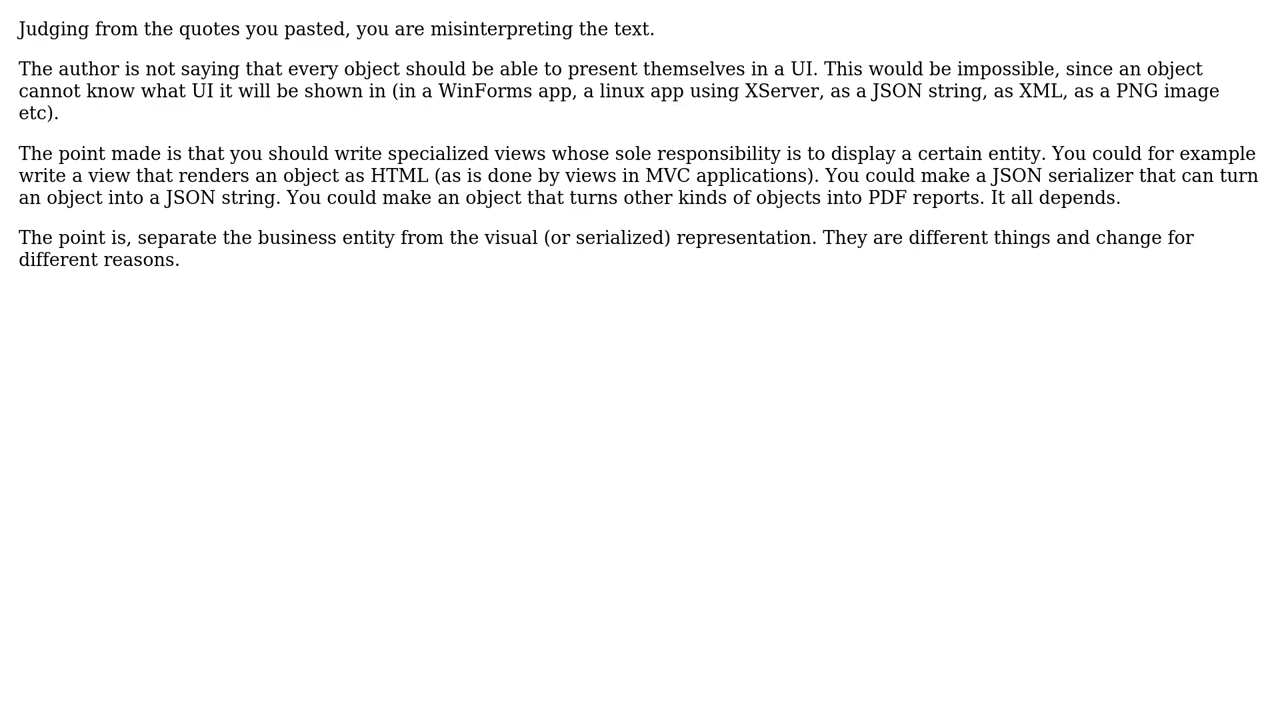 Judging from the quotes you pasted, you are misinterpreting the text.
The author is not saying that every object should be able to present themselves in a UI. This would be impossible, since an object
cannot know what UI it will be shown in (in a WinForms app, a linux app using XServer, as a JSON string, as XML, as a PNG image
etc).
The point made is that you should write specialized views whose sole responsibility is to display a certain entity. You could for example
write a view that renders an object as HTML (as is done by views in MVC applications). You could make a JSON serializer that can turn
an object into a JSON string. You could make an object that turns other kinds of objects into PDF reports. It all depends.
The point is, separate the business entity from the visual (or serialized) representation. They are different things and change for
different reasons.